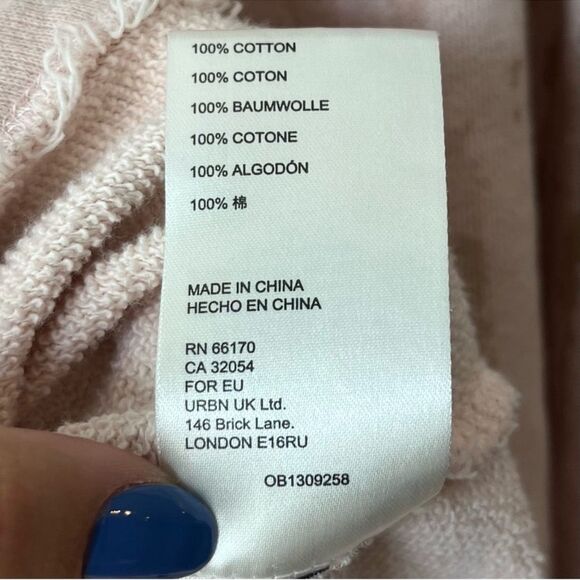 100% COTTON
100% COTON
100% BAUMWOLLE
100% COTONE
100% ALGODÓN
100% 棉
MADE IN CHINA
HECHO EN CHINA
RN 66170
CA 32054
FOR EU
URBN UK Ltd.
146 Brick Lane.
LONDON E16RU
OB1309258